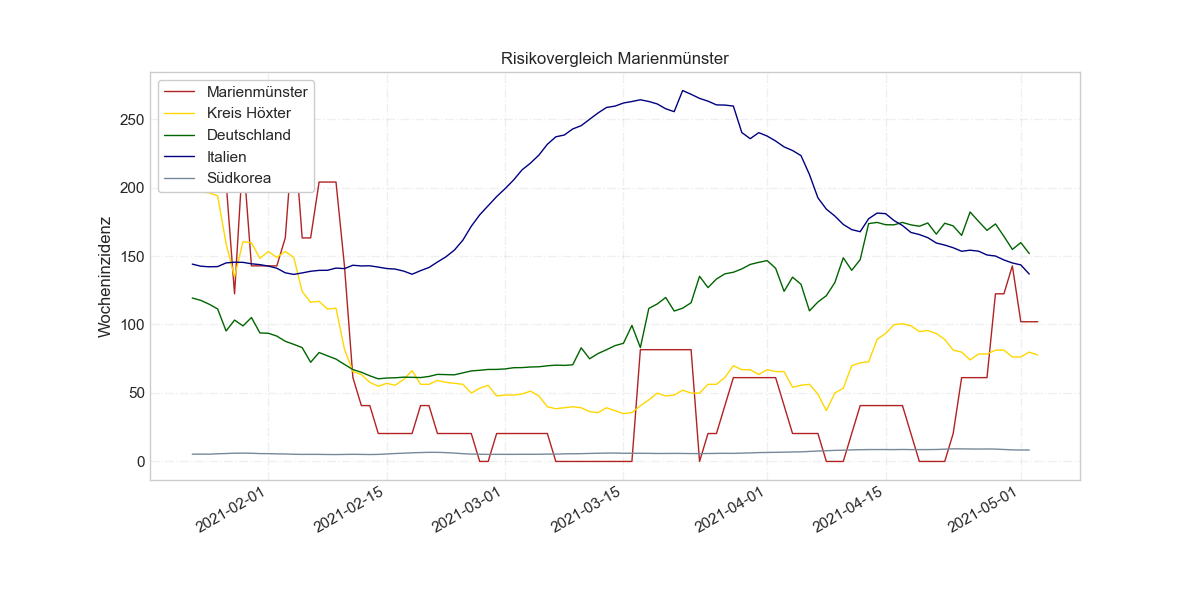 Risikovergleich Marienmünster
Marienmünster
Kreis Höxter
Deutschland
Italien
Südkorea
Wocheninzidenz
250
200
150
100
50
0
2021-02-01
2021-02-15
2021-03-01
2021-03-15
2021-04-01
2021-04-15
2021-05-01